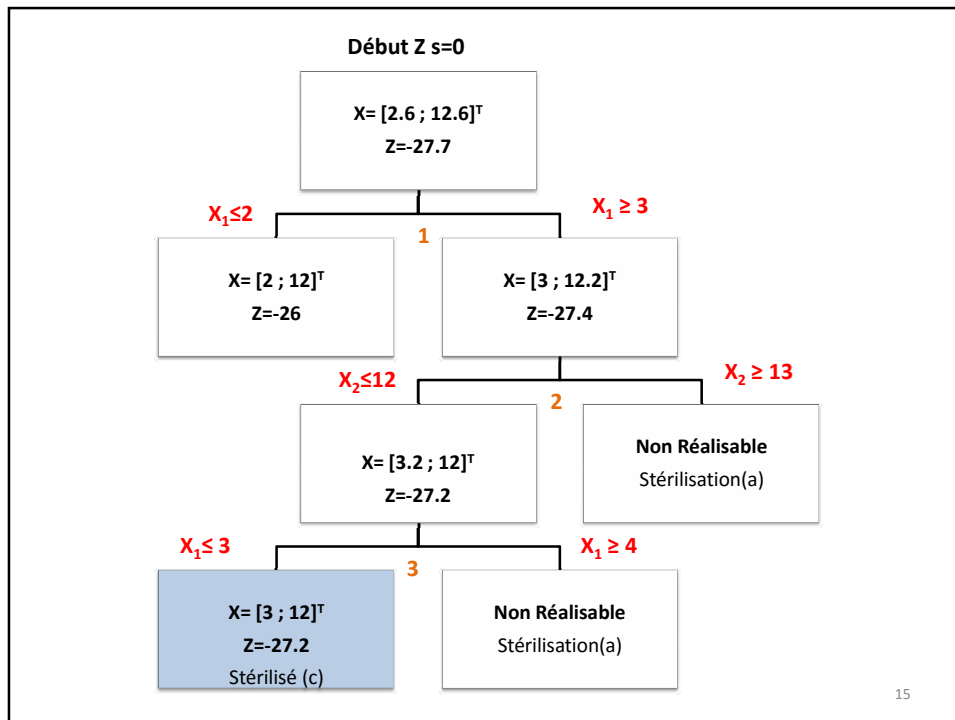 Début Z s=0
X= [2.6 ; 12.6]ᵀ
Z=-27.7
X₁≤2
X₁ ≥ 3
1
X= [2 ; 12]ᵀ
Z=-26
X= [3 ; 12.2]ᵀ
Z=-27.4
X₂≤12
X₂ ≥ 13
2
X= [3.2 ; 12]ᵀ
Z=-27.2
Non Réalisable
Stérilisation(a)
X₁≤ 3
X₁ ≥ 4
3
X= [3 ; 12]ᵀ
Z=-27.2
Stérilisé (c)
Non Réalisable
Stérilisation(a)
15